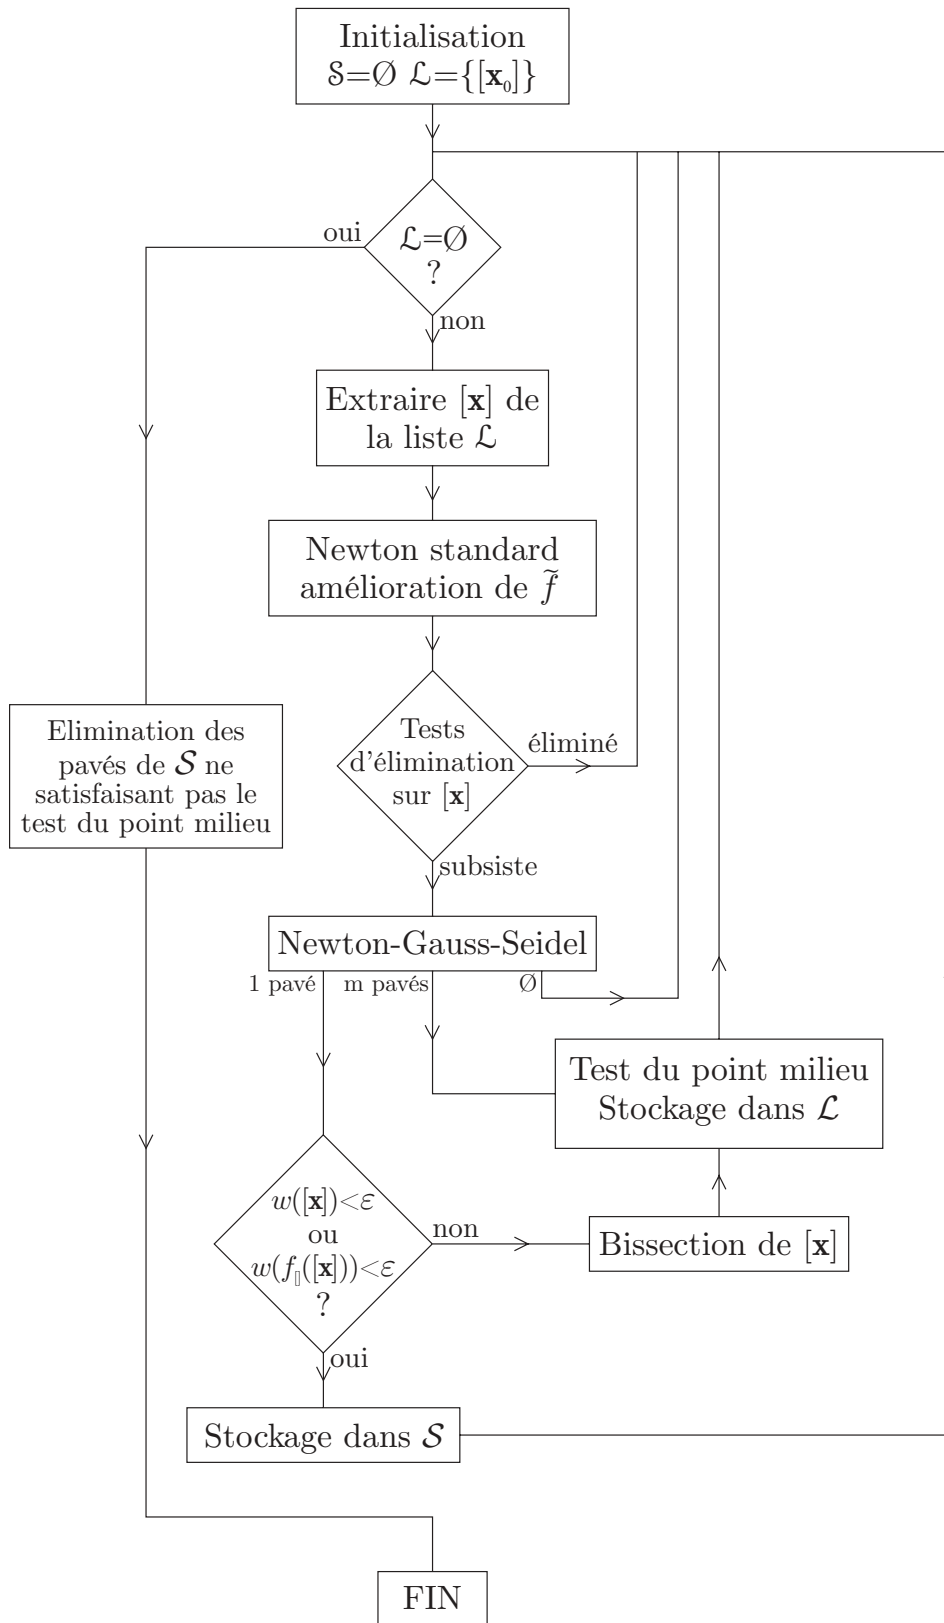 Initialisation
𝒮=Ø ℒ={[𝐱₀]}
ℒ=Ø
?
oui
non
Extraire [𝐱] de
la liste ℒ
Newton standard
amélioration de f̃
Tests
d'élimination
sur [𝐱]
éliminé
subsiste
Elimination des
pavés de 𝒮 ne
satisfaisant pas le
test du point milieu
Newton-Gauss-Seidel
1 pavé
m pavés
Ø
Test du point milieu
Stockage dans ℒ
w([𝐱])<ε
ou
w(f[]([𝐱]))<ε
?
non
Bissection de [𝐱]
oui
Stockage dans 𝒮
FIN